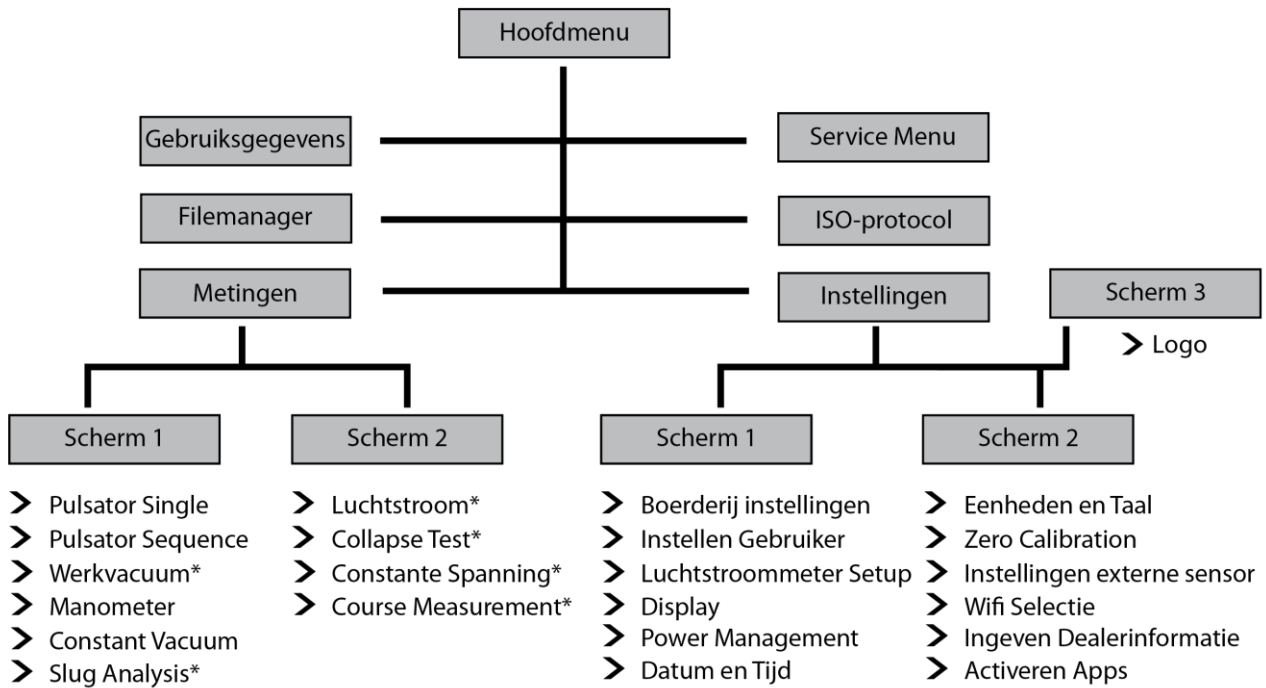 Hoofdmenu
Gebruiksgegevens
Service Menu
Filemanager
ISO-protocol
Metingen
Instellingen
Scherm 3
Logo
Scherm 1
Pulsator Single
Pulsator Sequence
Werkvacuum*
Manometer
Constant Vacuum
Slug Analysis*
Scherm 2
Luchtstroom*
Collapse Test*
Constante Spanning*
Course Measurement*
Scherm 1
Boerderij instellingen
Instellen Gebruiker
Luchtstroommeter Setup
Display
Power Management
Datum en Tijd
Scherm 2
Eenheden en Taal
Zero Calibration
Instellingen externe sensor
Wifi Selectie
Ingeven Dealerinformatie
Activeren Apps